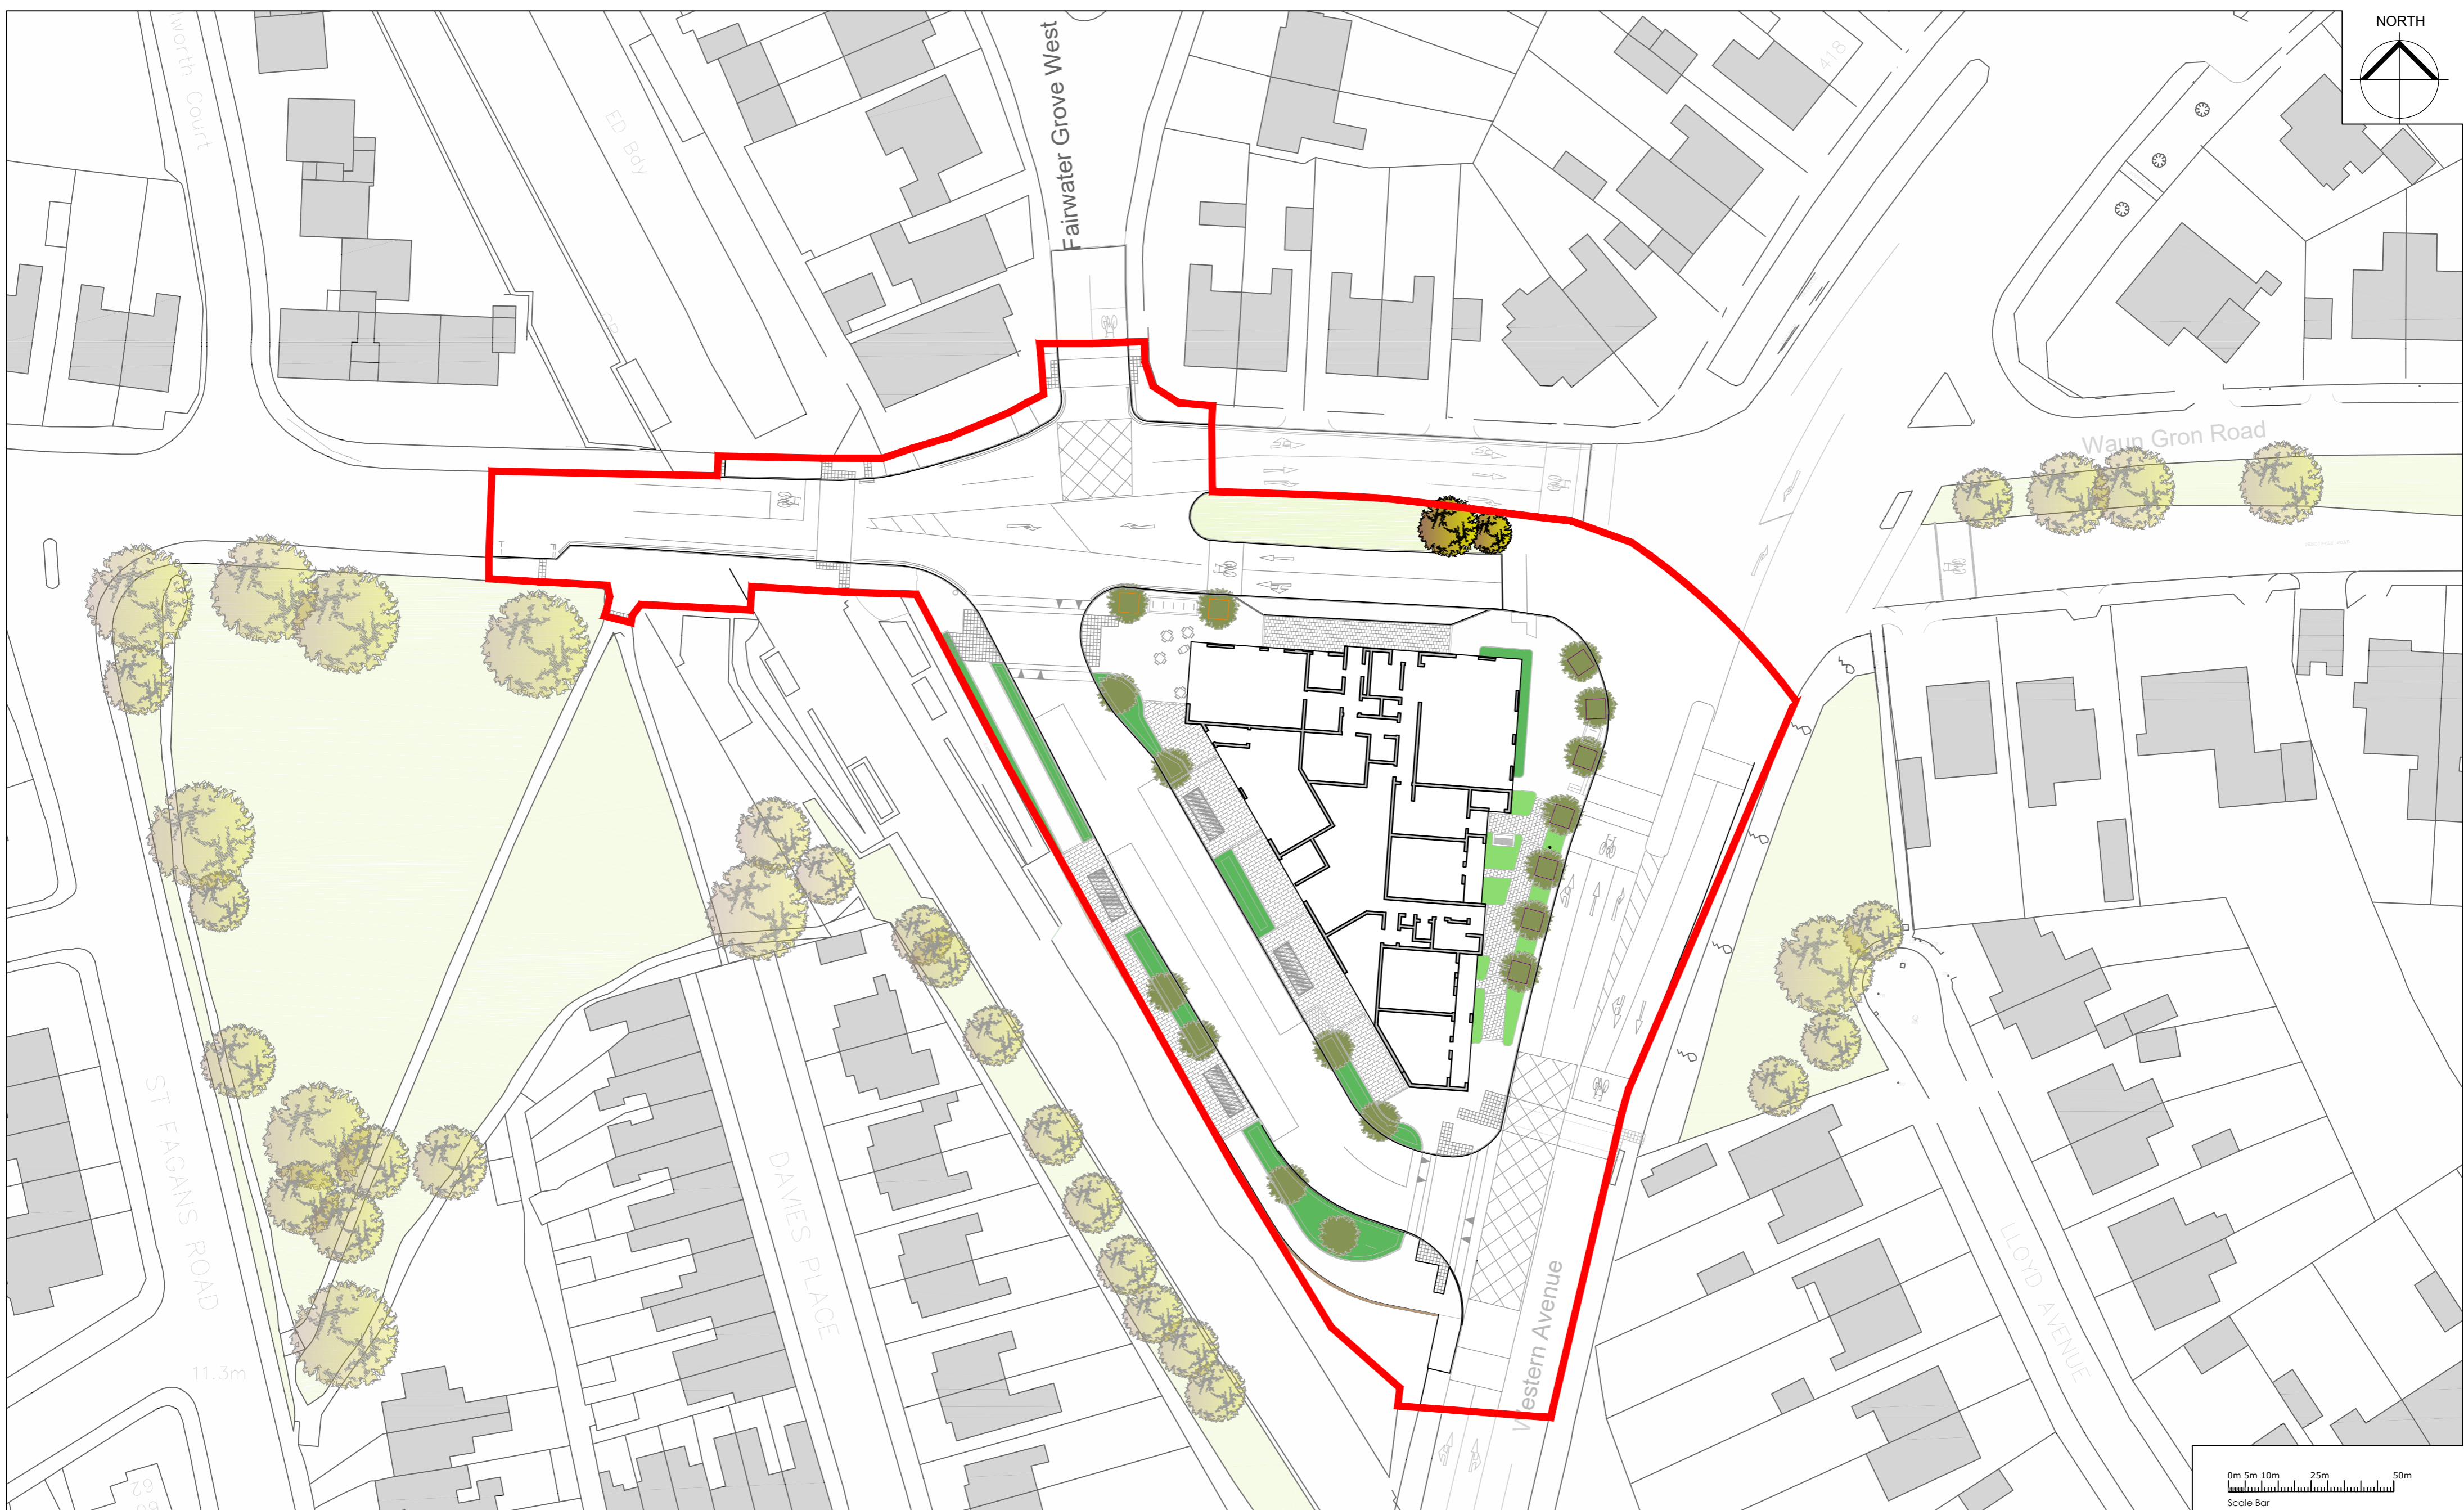 NORTH
418
Fairwater Grove West
ED Bdy
Waun Gron Road
ST FAGANS ROAD
DAVIES PLACE
11.3m
Western Avenue
LLOYD AVENUE
62
0m 5m 10m 25m 50m
Scale Bar